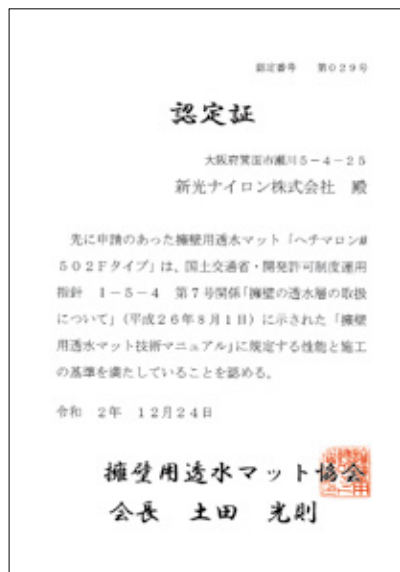 認定番号　第029号
認定証
大阪府箕面市瀬川5-4-25
新光ナイロン株式会社　殿
先に申請のあった擁壁用透水マット「ヘチマロン#
502Fタイプ」は、国土交通省・開発許可制度運用
指針　I-5-4　第7号関係「擁壁の透水層の取扱
について」(平成26年8月1日)に示された「擁壁
用透水マット技術マニュアル」に規定する性能と施工
の基準を満たしていることを認める。
令和　2年　12月24日
擁壁用透水マット協会
会長　土田　光則